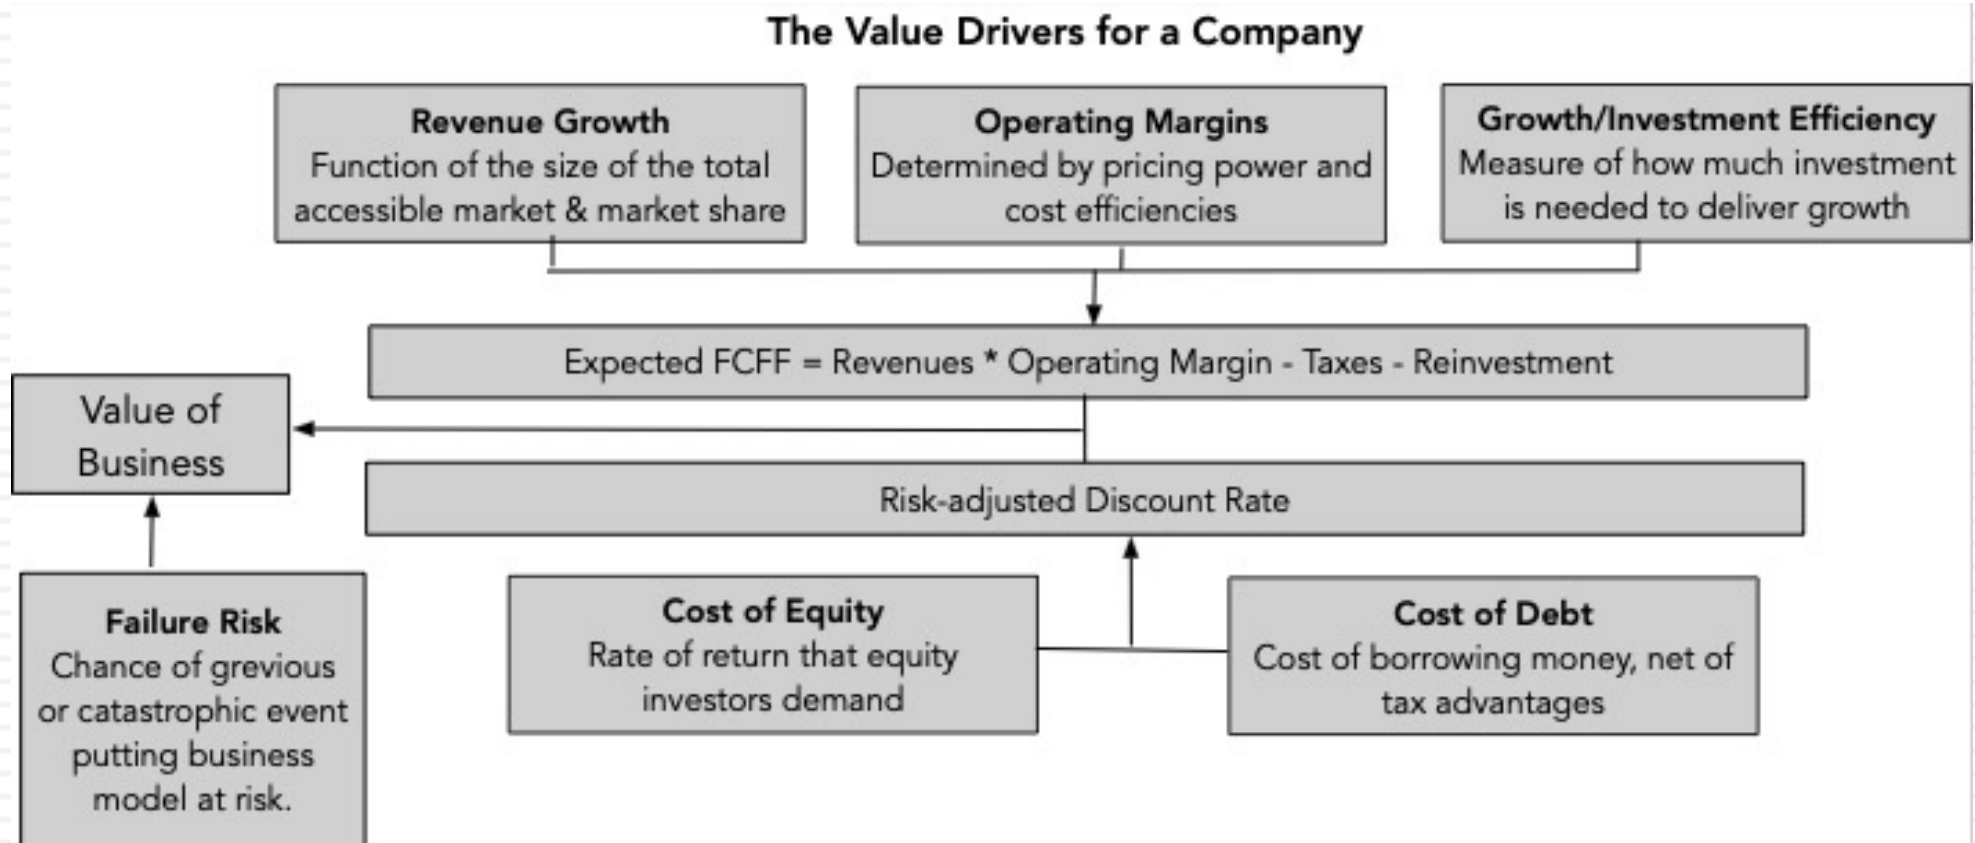 The Value Drivers for a Company
Revenue Growth
Function of the size of the total
accessible market & market share
Operating Margins
Determined by pricing power and
cost efficiencies
Growth/Investment Efficiency
Measure of how much investment
is needed to deliver growth
Expected FCFF = Revenues * Operating Margin - Taxes - Reinvestment
Value of
Business
Risk-adjusted Discount Rate
Failure Risk
Chance of grevious
or catastrophic event
putting business
model at risk.
Cost of Equity
Rate of return that equity
investors demand
Cost of Debt
Cost of borrowing money, net of
tax advantages